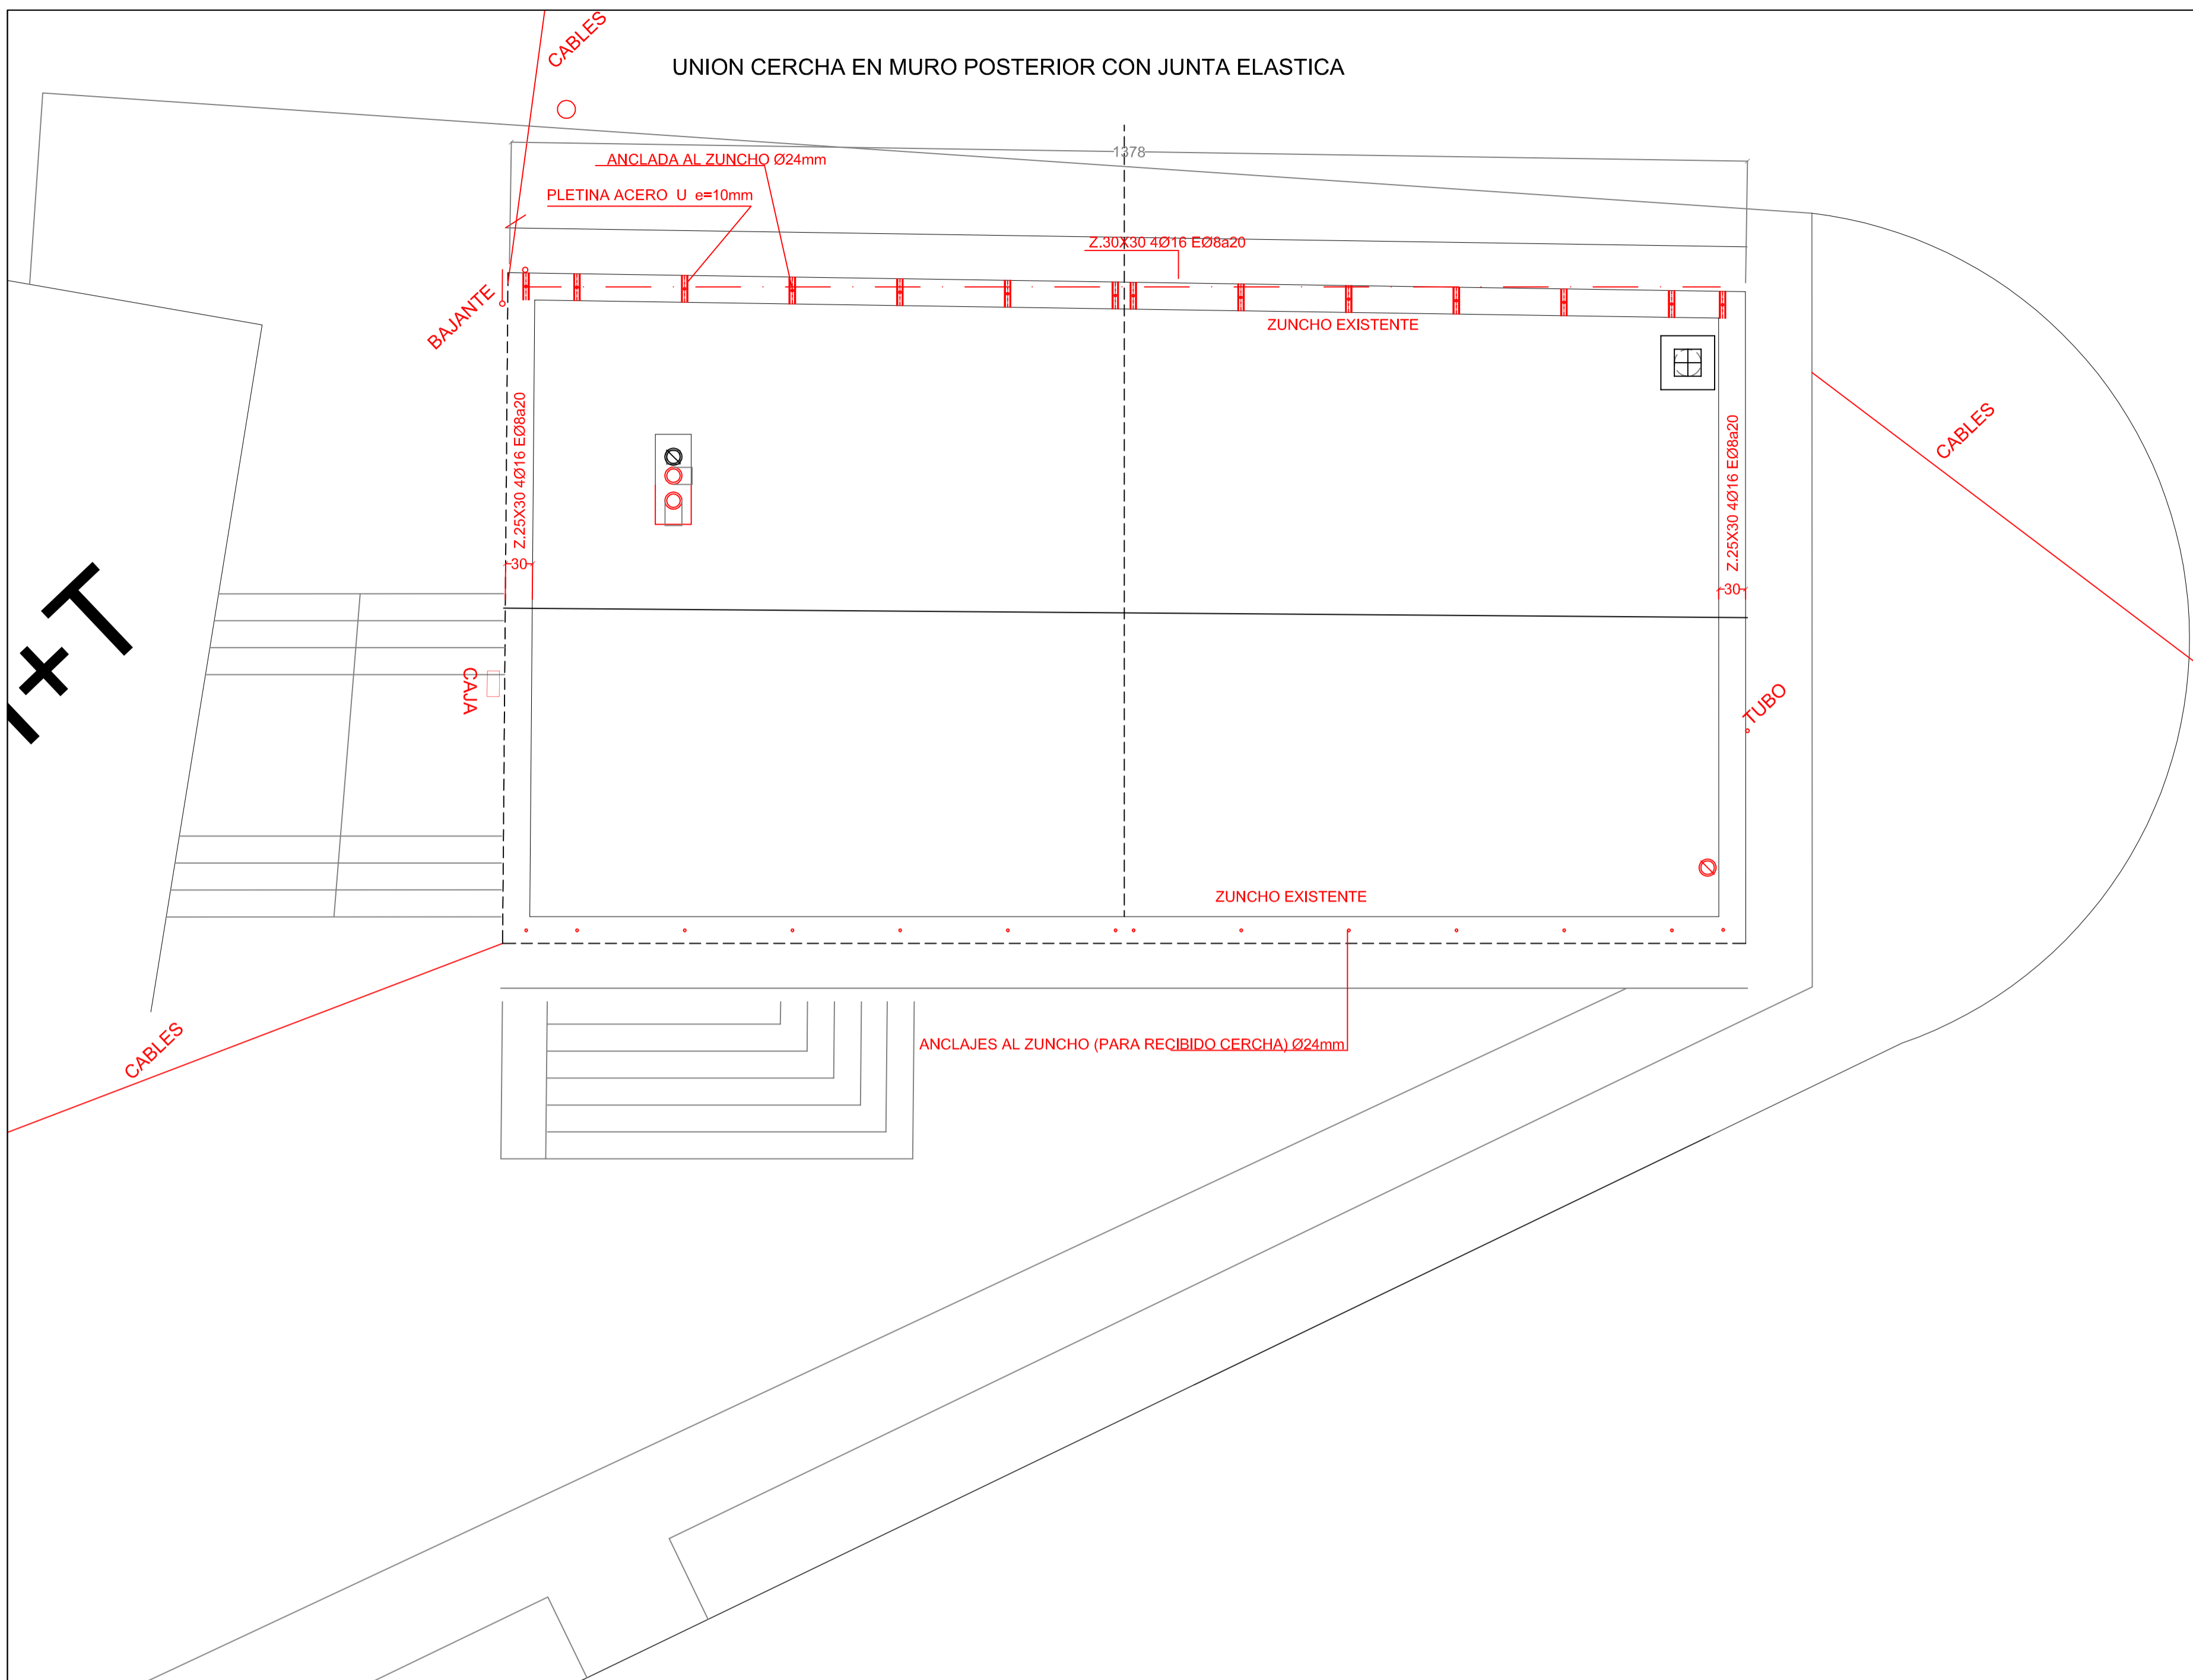 CABLES
UNION CERCHA EN MURO POSTERIOR CON JUNTA ELASTICA
1378
ANCLADA AL ZUNCHO Ø24mm
PLETINA ACERO U e=10mm
Z.30X30 4Ø16 EØ8a20
BAJANTE
ZUNCHO EXISTENTE
Z.25X30 4Ø16 EØ8a20
Z.25X30 4Ø16 EØ8a20
CABLES
30
30
CAJA
TUBO
ZUNCHO EXISTENTE
CABLES
ANCLAJES AL ZUNCHO (PARA RECIBIDO CERCHA) Ø24mm